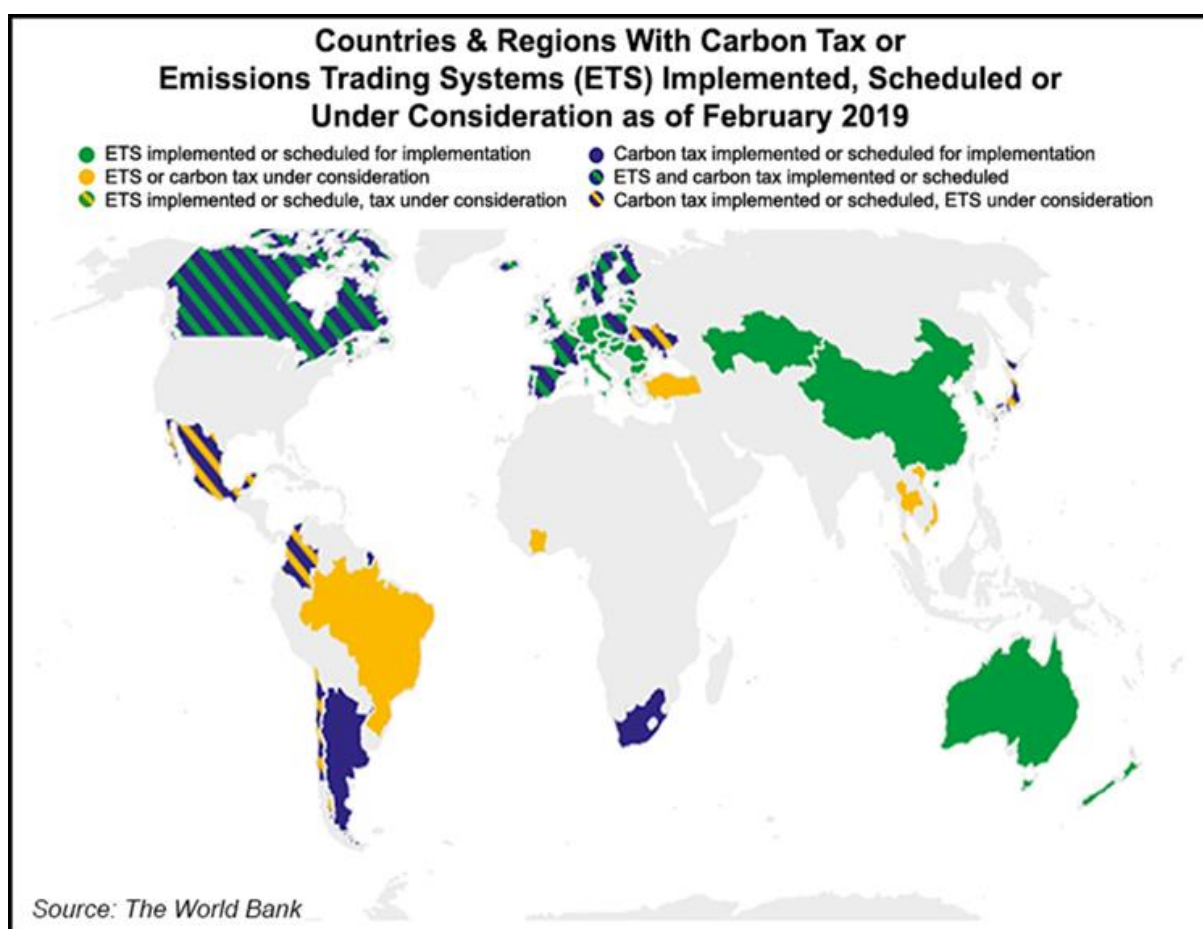 Countries & Regions With Carbon Tax or
Emissions Trading Systems (ETS) Implemented, Scheduled or
Under Consideration as of February 2019
ETS implemented or scheduled for implementation
ETS or carbon tax under consideration
ETS implemented or schedule, tax under consideration
Carbon tax implemented or scheduled for implementation
ETS and carbon tax implemented or scheduled
Carbon tax implemented or scheduled, ETS under consideration
Source: The World Bank